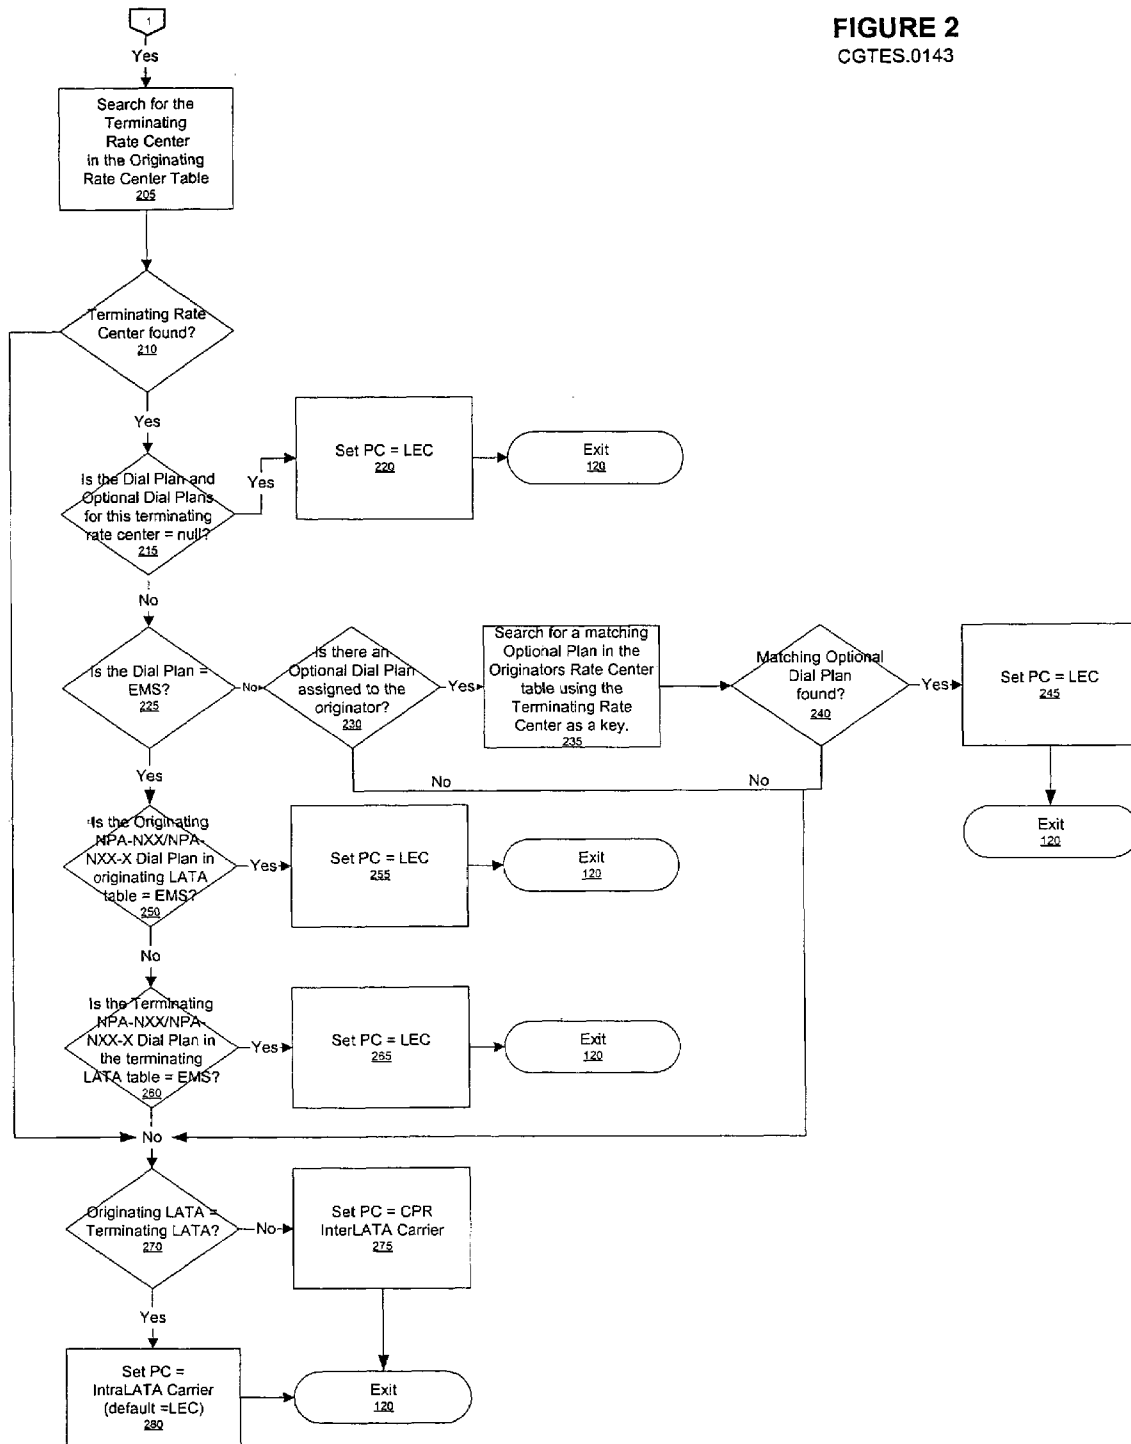 FIGURE 2
CGTES.0143
1
Yes
Search for the
Terminating
Rate Center
in the Originating
Rate Center Table
205
Terminating Rate
Center found?
210
Yes
Is the Dial Plan and
Optional Dial Plans
for this terminating
rate center = null?
215
Yes
Set PC = LEC
220
Exit
120
No
Is the Dial Plan =
EMS?
225
No
Is there an
Optional Dial Plan
assigned to the
originator?
230
Yes
Search for a matching
Optional Plan in the
Originators Rate Center
table using the
Terminating Rate
Center as a key.
235
Matching Optional
Dial Plan
found?
240
Yes
Set PC = LEC
245
Exit
120
No
No
Yes
Is the Originating
NPA-NXX/NPA-
NXX-X Dial Plan in
originating LATA
table = EMS?
250
Yes
Set PC = LEC
255
Exit
120
No
Is the Terminating
NPA-NXX/NPA-
NXX-X Dial Plan in
the terminating
LATA table = EMS?
260
Yes
Set PC = LEC
265
Exit
120
No
Originating LATA =
Terminating LATA?
270
No
Set PC = CPR
InterLATA Carrier
275
Yes
Set PC =
IntraLATA Carrier
(default =LEC)
280
Exit
120